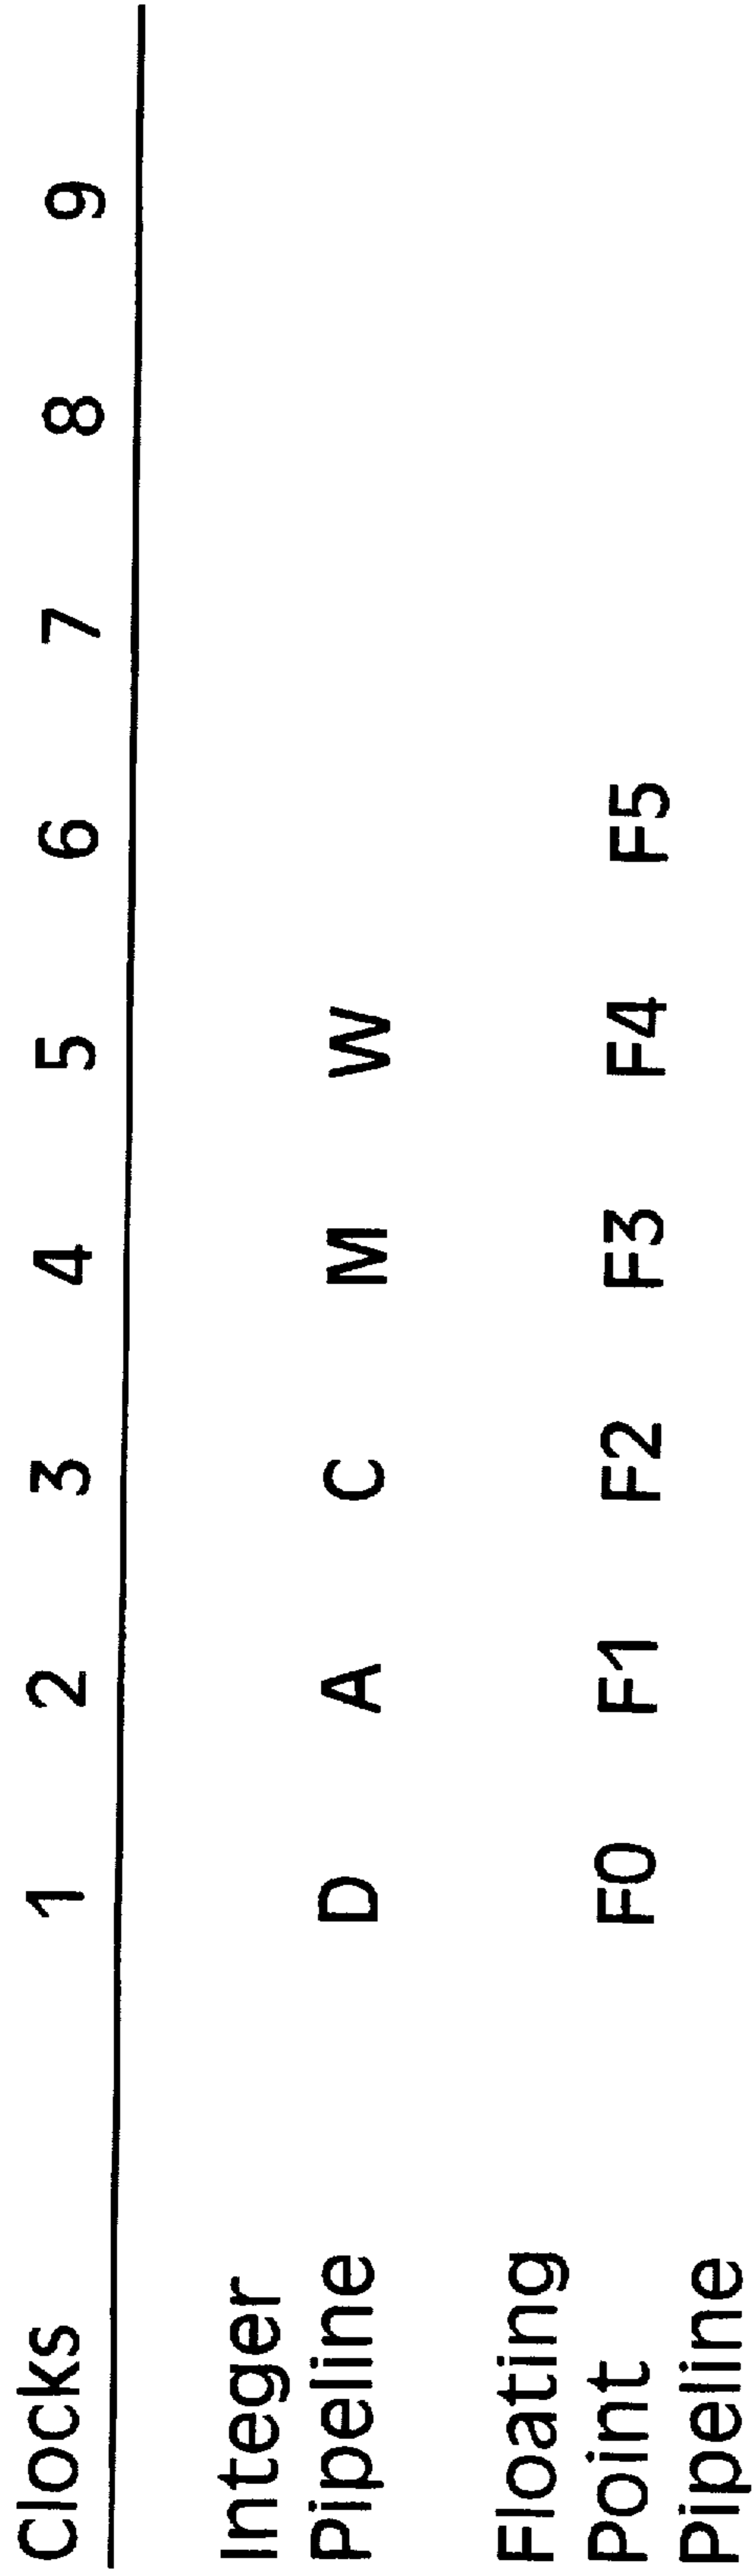 Clocks 1 2 3 4 5 6 7 8 9
Integer
Pipeline D A C M W
Floating
Point F0 F1 F2 F3 F4 F5
Pipeline